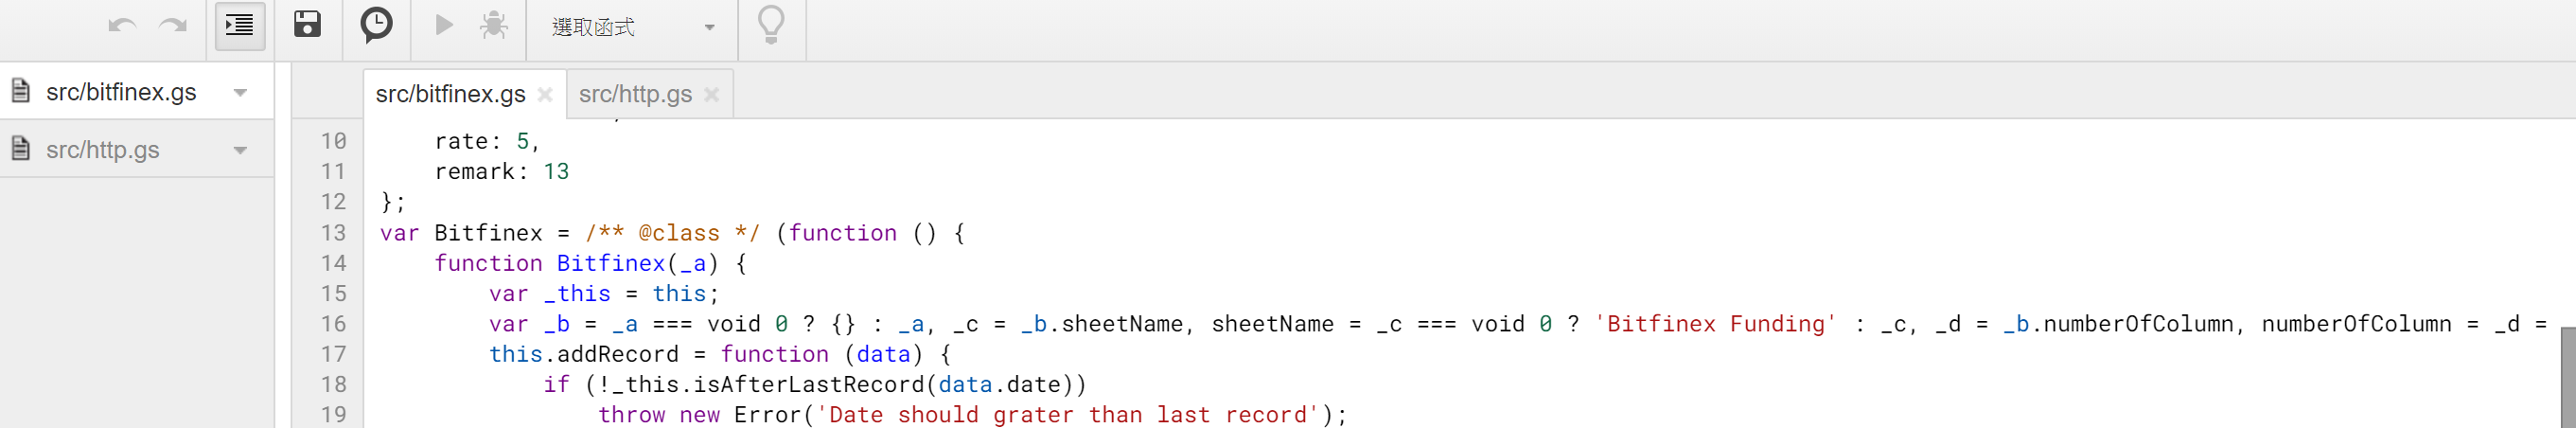 選取函式
src/bitfinex.gs
src/http.gs
src/bitfinex.gs
src/http.gs
10 rate: 5,
11 remark: 13
12 };
13 var Bitfinex = /** @class */ (function () {
14 function Bitfinex(_a) {
15 var _this = this;
16 var _b = _a === void 0 ? {} : _a, _c = _b.sheetName, sheetName = _c === void 0 ? 'Bitfinex Funding' : _c, _d = _b.numberOfColumn, numberOfColumn = _d =
17 this.addRecord = function (data) {
18 if (!_this.isAfterLastRecord(data.date))
19 throw new Error('Date should grater than last record');